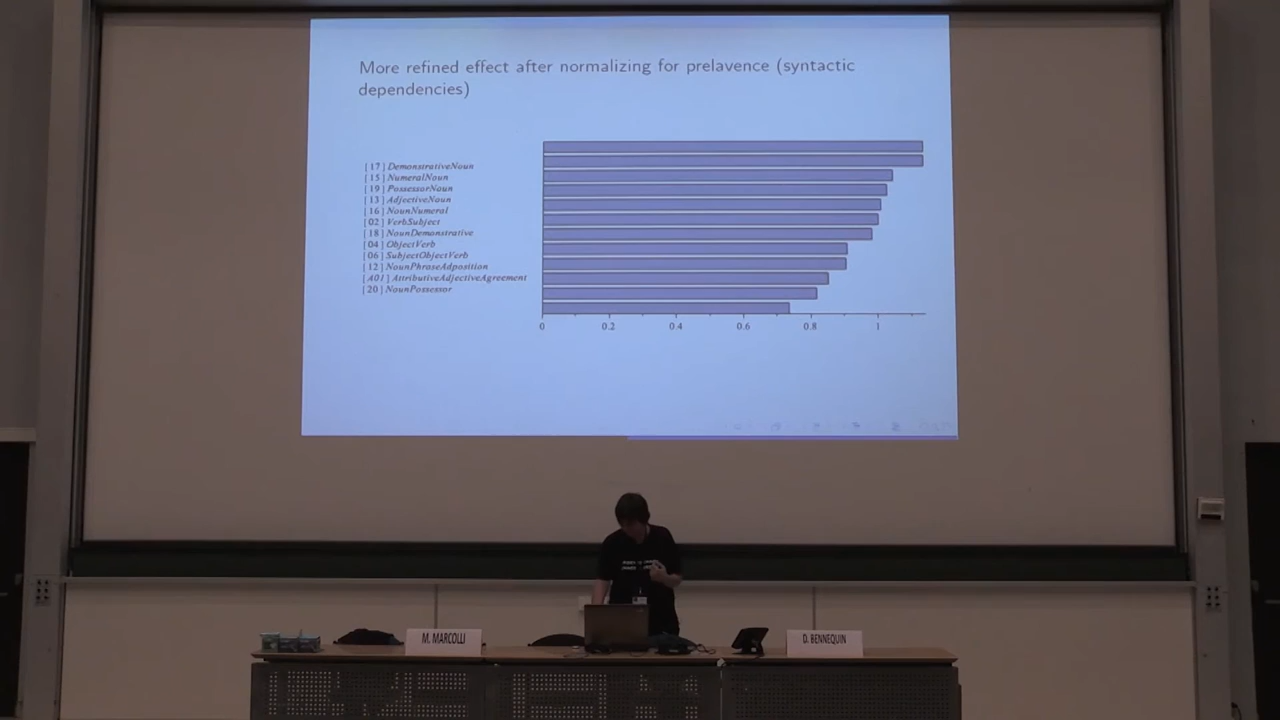 More refined effect after normalizing for prelavence (syntactic
dependencies)
[17] DemonstrativeNoun
[15] NumeralNoun
[19] PossessorNoun
[13] AdjectiveNoun
[16] NounNumeral
[02] VerbSubject
[18] NounDemonstrative
[04] ObjectVerb
[06] SubjectObjectVerb
[12] NounPhraseAdposition
[A01] AttributiveAdjectiveAgreement
[20] NounPossessor
0 0.2 0.4 0.6 0.8 1
M. MARCOLLI
D. BENNEQUIN